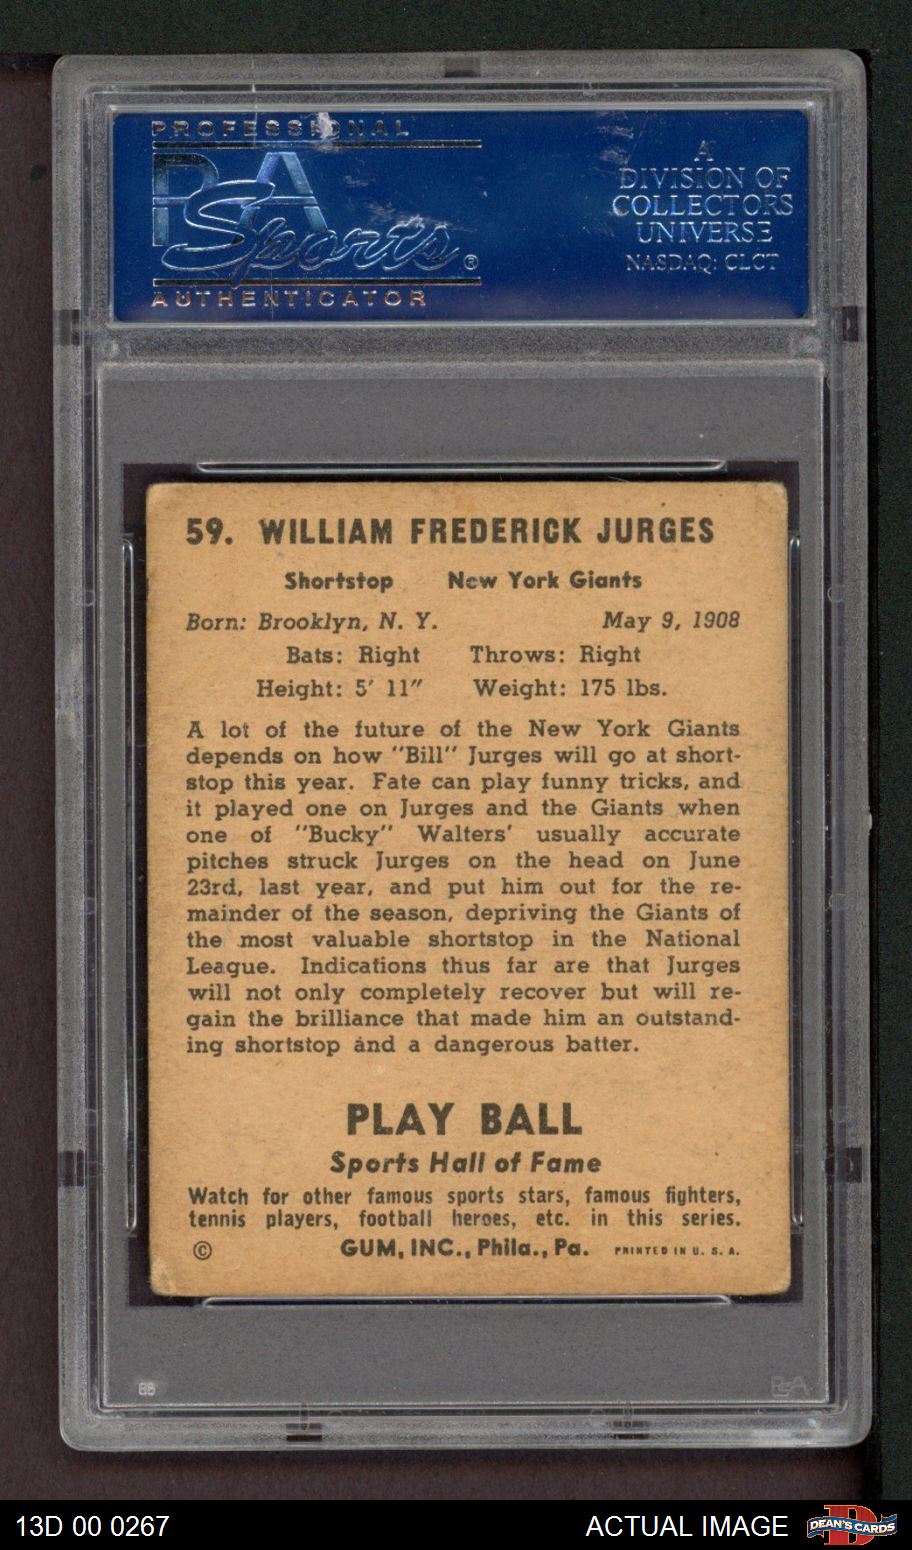 PROFESSIONAL
PSA
Sports®
AUTHENTICATOR
A
DIVISION OF
COLLECTORS
UNIVERSE
NASDAQ: CLCT
59. WILLIAM FREDERICK JURGES
Shortstop New York Giants
Born: Brooklyn, N. Y. May 9, 1908
Bats: Right Throws: Right
Height: 5' 11" Weight: 175 lbs.
A lot of the future of the New York Giants
depends on how "Bill" Jurges will go at short-
stop this year. Fate can play funny tricks, and
it played one on Jurges and the Giants when
one of "Bucky" Walters' usually accurate
pitches struck Jurges on the head on June
23rd, last year, and put him out for the re-
mainder of the season, depriving the Giants of
the most valuable shortstop in the National
League. Indications thus far are that Jurges
will not only completely recover but will re-
gain the brilliance that made him an outstand-
ing shortstop and a dangerous batter.
PLAY BALL
Sports Hall of Fame
Watch for other famous sports stars, famous fighters,
tennis players, football heroes, etc. in this series.
© GUM, INC., Phila., Pa. PRINTED IN U. S. A.
PSA
13D 00 0267
ACTUAL IMAGE
DEAN'S CARDS